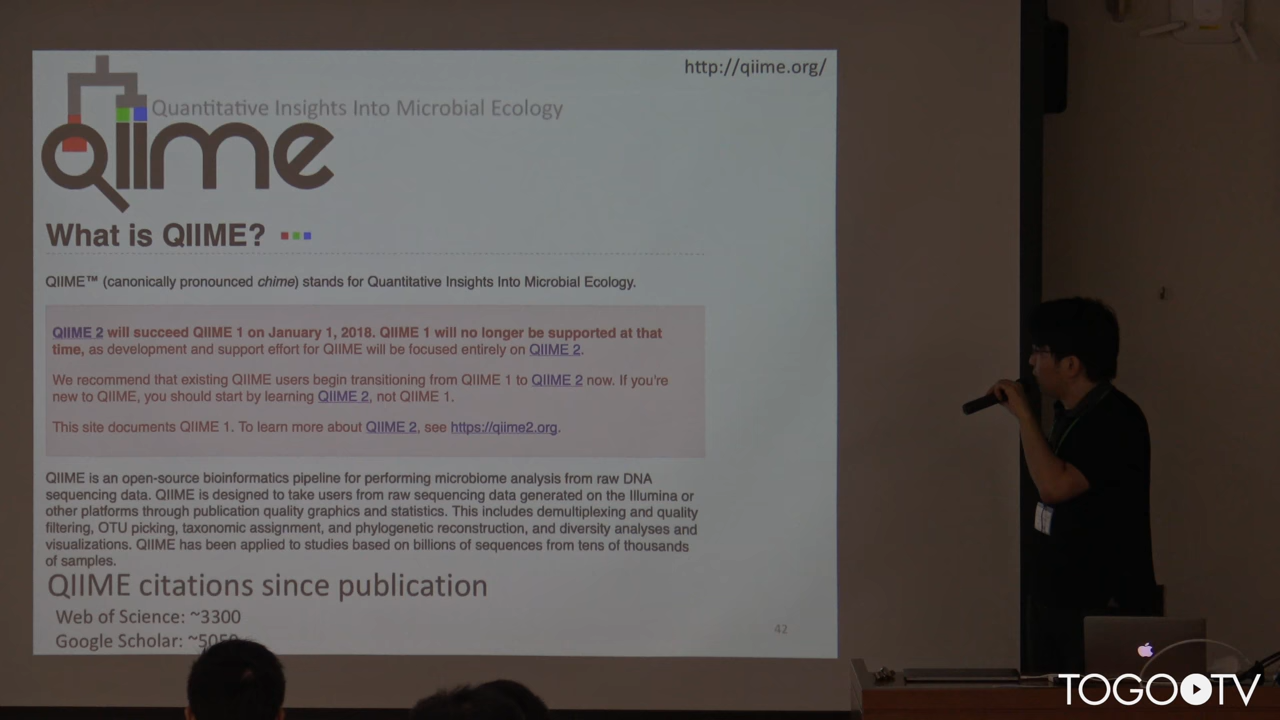 http://qiime.org/
Quantitative Insights Into Microbial Ecology
QIIME
What is QIIME?
QIIME™ (canonically pronounced chime) stands for Quantitative Insights Into Microbial Ecology.
QIIME 2 will succeed QIIME 1 on January 1, 2018. QIIME 1 will no longer be supported at that
time, as development and support effort for QIIME will be focused entirely on QIIME 2.
We recommend that existing QIIME users begin transitioning from QIIME 1 to QIIME 2 now. If you're
new to QIIME, you should start by learning QIIME 2, not QIIME 1.
This site documents QIIME 1. To learn more about QIIME 2, see https://qiime2.org.
QIIME is an open-source bioinformatics pipeline for performing microbiome analysis from raw DNA
sequencing data. QIIME is designed to take users from raw sequencing data generated on the Illumina or
other platforms through publication quality graphics and statistics. This includes demultiplexing and quality
filtering, OTU picking, taxonomic assignment, and phylogenetic reconstruction, and diversity analyses and
visualizations. QIIME has been applied to studies based on billions of sequences from tens of thousands
of samples.
QIIME citations since publication
Web of Science: ~3300
Google Scholar:
42
TOGO TV